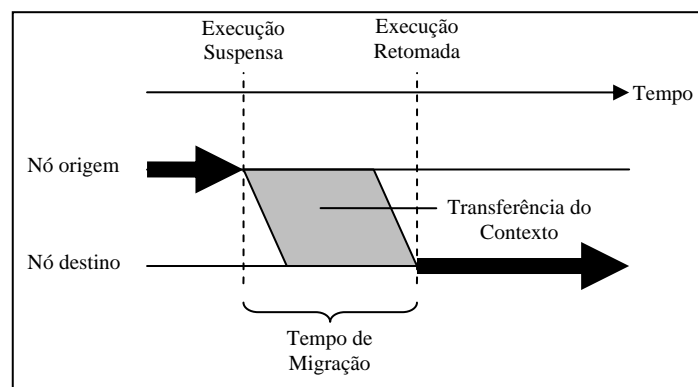 Execução
Suspensa
Execução
Retomada
Tempo
Nó origem
Transferência do
Contexto
Nó destino
Tempo de
Migração